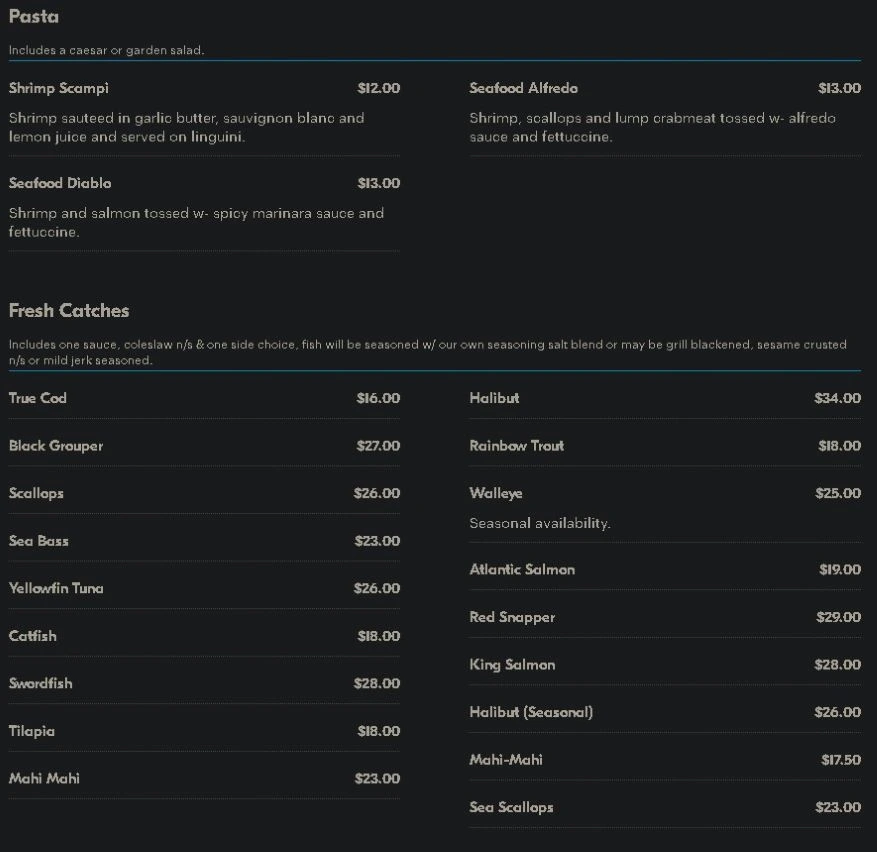 Pasta
Includes a caesar or garden salad.
Shrimp Scampi $12.00
Shrimp sauteed in garlic butter, sauvignon blanc and
lemon juice and served on linguini.
Seafood Alfredo $13.00
Shrimp, scallops and lump crabmeat tossed w- alfredo
sauce and fettuccine.
Seafood Diablo $13.00
Shrimp and salmon tossed w- spicy marinara sauce and
fettuccine.
Fresh Catches
Includes one sauce, coleslaw n/s & one side choice, fish will be seasoned w/ our own seasoning salt blend or may be grill blackened, sesame crusted
n/s or mild jerk seasoned.
True Cod $16.00
Black Grouper $27.00
Scallops $26.00
Sea Bass $23.00
Yellowfin Tuna $26.00
Catfish $18.00
Swordfish $28.00
Tilapia $18.00
Mahi Mahi $23.00
Halibut $34.00
Rainbow Trout $18.00
Walleye $25.00
Seasonal availability.
Atlantic Salmon $19.00
Red Snapper $29.00
King Salmon $28.00
Halibut (Seasonal) $26.00
Mahi-Mahi $17.50
Sea Scallops $23.00